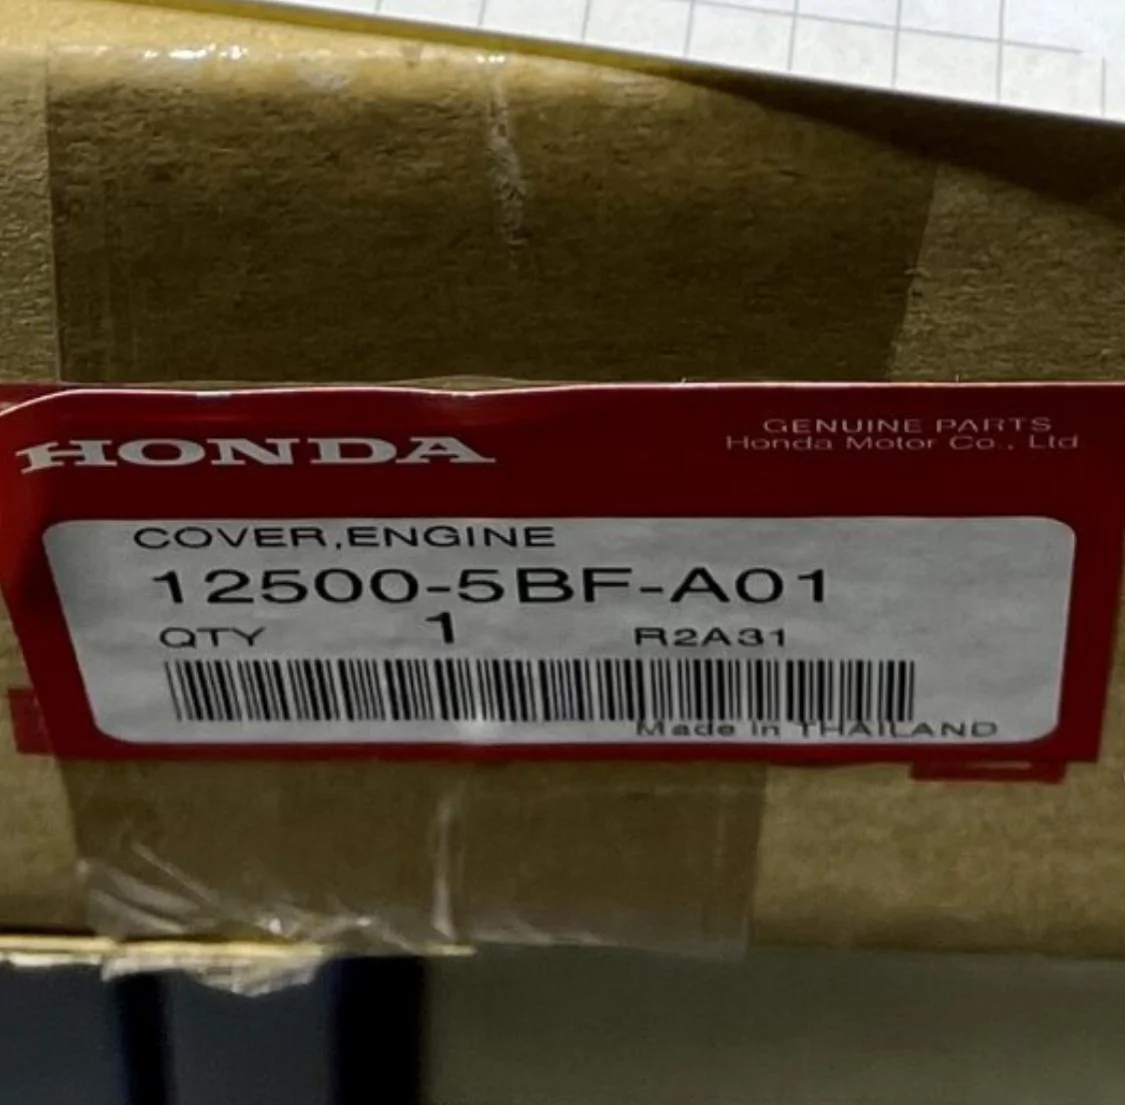 HONDA
GENUINE PARTS
Honda Motor Co., Ltd
COVER,ENGINE
12500-5BF-A01
QTY 1 R2A31
Made in THAILAND